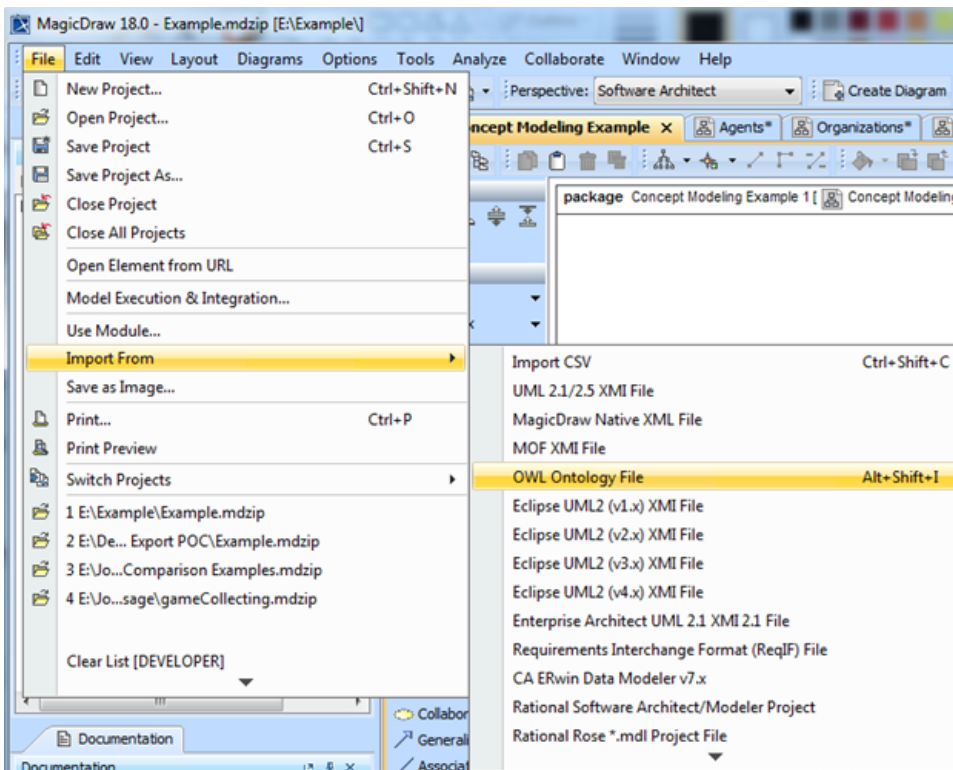 MagicDraw 18.0 - Example.mdzip [E:\Example\]
File Edit View Layout Diagrams Options Tools Analyze Collaborate Window Help
Perspective: Software Architect Create Diagram
ncept Modeling Example Agents* Organizations*
package Concept Modeling Example 1 [ Concept Modeling
New Project... Ctrl+Shift+N
Open Project... Ctrl+O
Save Project Ctrl+S
Save Project As...
Close Project
Close All Projects
Open Element from URL
Model Execution & Integration...
Use Module...
Import From
Save as Image...
Print... Ctrl+P
Print Preview
Switch Projects
1 E:\Example\Example.mdzip
2 E:\De... Export POC\Example.mdzip
3 E:\Jo...Comparison Examples.mdzip
4 E:\Jo...sage\gameCollecting.mdzip
Clear List [DEVELOPER]
Import CSV Ctrl+Shift+C
UML 2.1/2.5 XMI File
MagicDraw Native XML File
MOF XMI File
OWL Ontology File Alt+Shift+I
Eclipse UML2 (v1.x) XMI File
Eclipse UML2 (v2.x) XMI File
Eclipse UML2 (v3.x) XMI File
Eclipse UML2 (v4.x) XMI File
Enterprise Architect UML 2.1 XMI 2.1 File
Requirements Interchange Format (ReqIF) File
CA ERwin Data Modeler v7.x
Rational Software Architect/Modeler Project
Rational Rose *.mdl Project File
Collabor
Generali
Associat
Documentation
Documentation